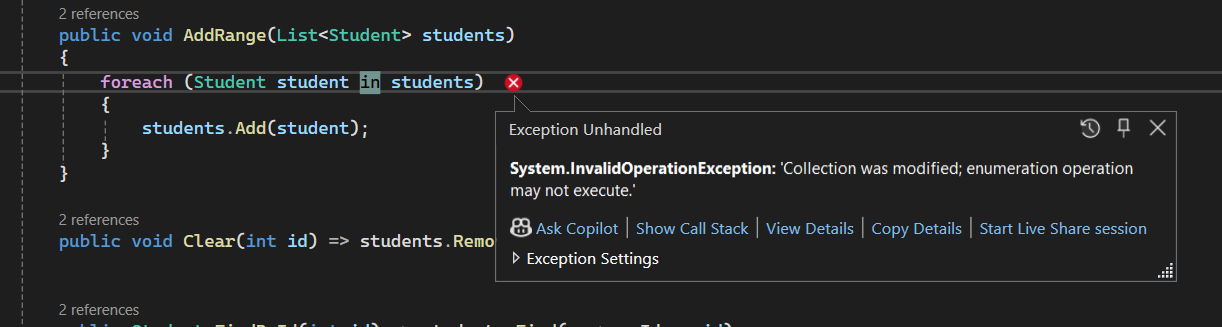 2 references
public void AddRange(List<Student> students)
{
foreach (Student student in students)
{
students.Add(student);
}
}
Exception Unhandled
System.InvalidOperationException: 'Collection was modified; enumeration operation
may not execute.'
Ask Copilot | Show Call Stack | View Details | Copy Details | Start Live Share session
Exception Settings
2 references
public void Clear(int id) => students.Remo
2 references